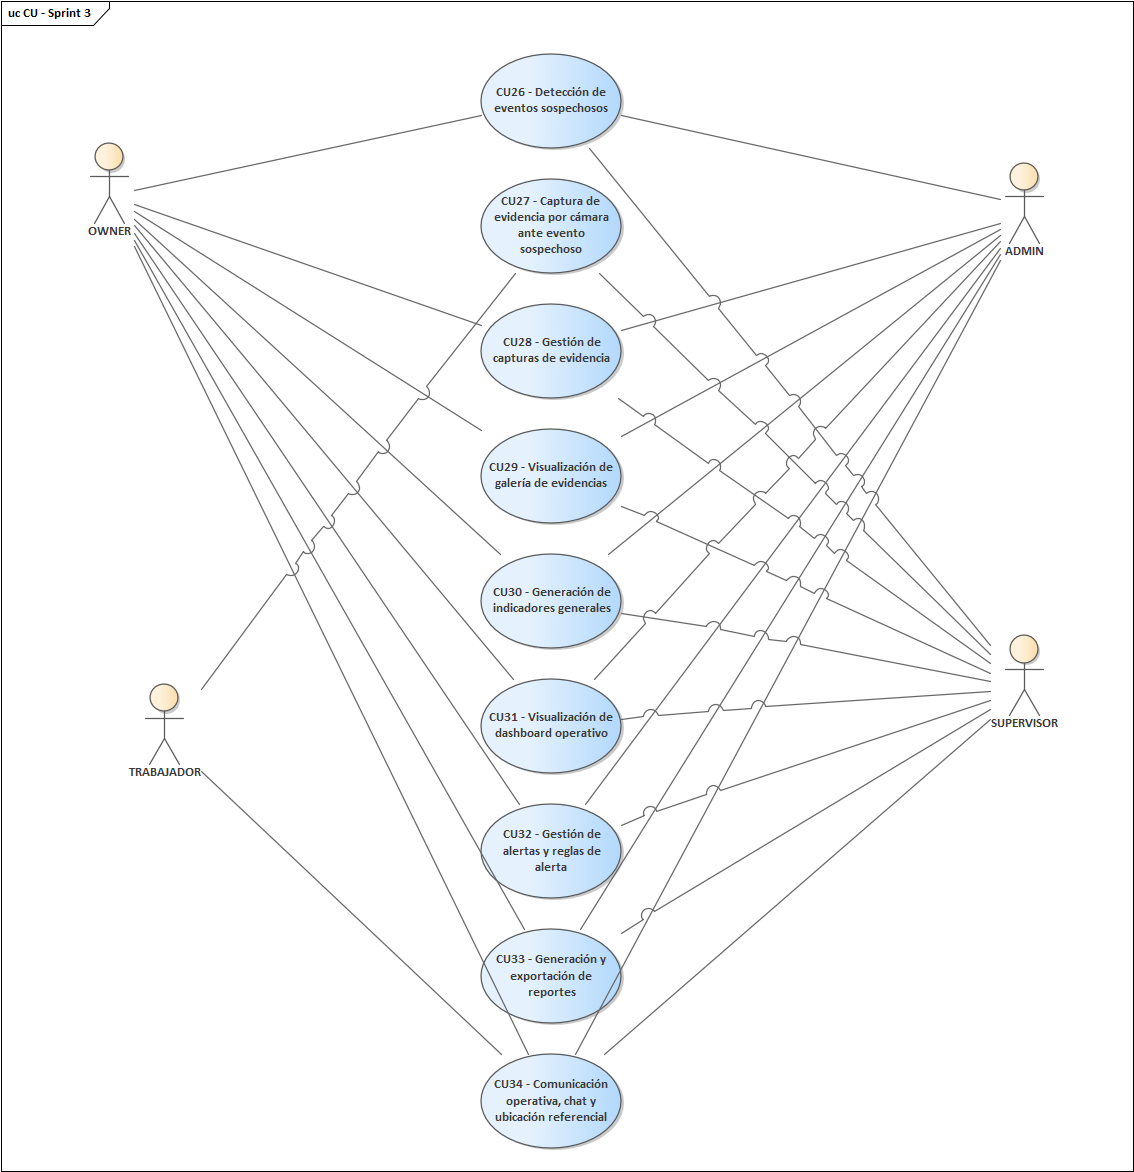 uc CU - Sprint 3
CU26 - Detección de
eventos sospechosos
OWNER
ADMIN
CU27 - Captura de
evidencia por cámara
ante evento
sospechoso
CU28 - Gestión de
capturas de evidencia
CU29 - Visualización de
galería de evidencias
CU30 - Generación de
indicadores generales
CU31 - Visualización de
dashboard operativo
SUPERVISOR
TRABAJADOR
CU32 - Gestión de
alertas y reglas de
alerta
CU33 - Generación y
exportación de
reportes
CU34 - Comunicación
operativa, chat y
ubicación referencial